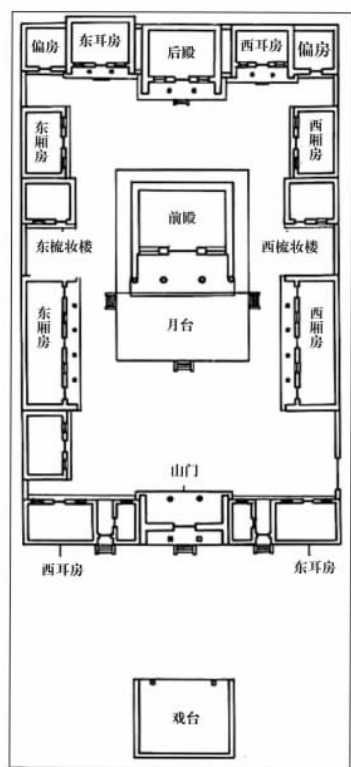 偏房
东耳房
后殿
西耳房
偏房
东厢房
西厢房
前殿
东梳妆楼
西梳妆楼
东厢房
月台
西厢房
山门
西耳房
东耳房
戏台